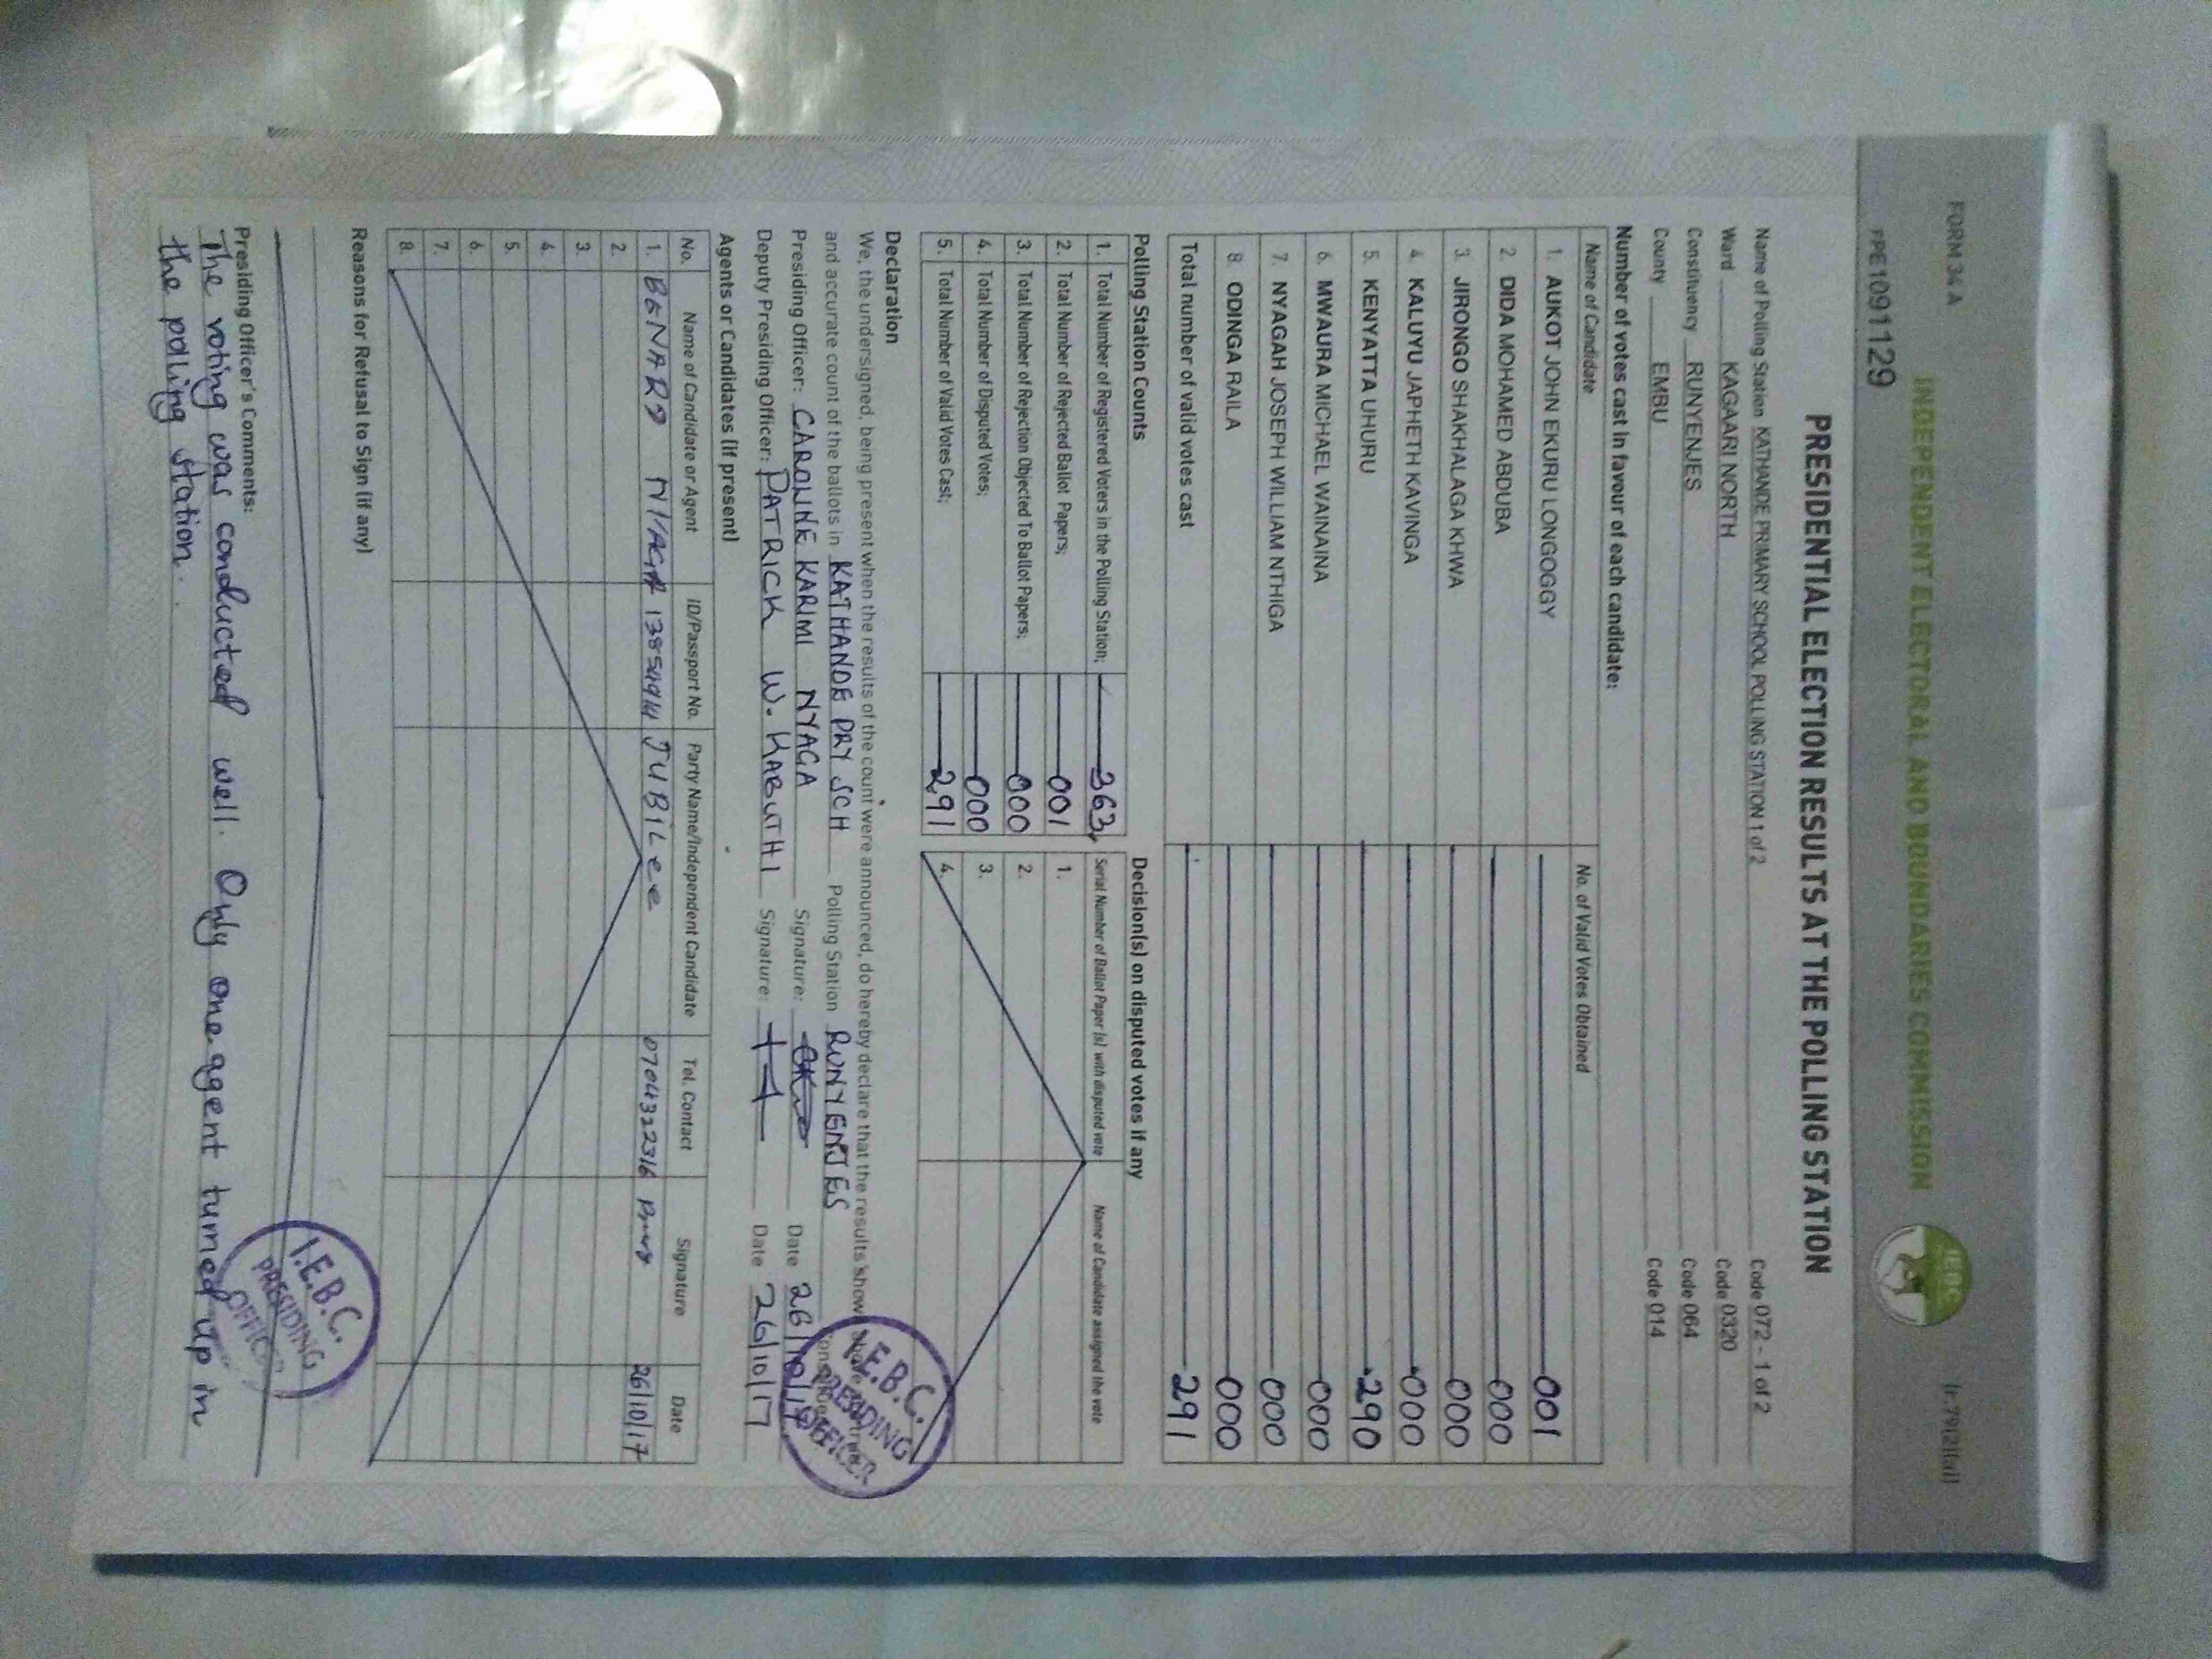 FORM 34 A
(r.79(2)(a))
INDEPENDENT ELECTORAL AND BOUNDARIES COMMISSION
IEBC
PE1091129
PRESIDENTIAL ELECTION RESULTS AT THE POLLING STATION
Name of Polling Station KATHANDE PRIMARY SCHOOL POLLING STATION 1 of 2 Code 072 - 1 of 2
Ward KAGAARI NORTH Code 0320
Constituency RUNYENJES Code 064
County EMBU Code 014
Number of votes cast in favour of each candidate:
Name of Candidate No. of Valid Votes Obtained
1. AUKOT JOHN EKURU LONGOGGY 001
2. DIDA MOHAMED ABDUBA 000
3. JIRONGO SHAKHALAGA KHWA 000
4. KALUYU JAPHETH KAVINGA 000
5. KENYATTA UHURU 290
6. MWAURA MICHAEL WAINAINA 000
7. NYAGAH JOSEPH WILLIAM NTHIGA 000
8. ODINGA RAILA 000
Total number of valid votes cast 291
Polling Station Counts Decision(s) on disputed votes if any
1. Total Number of Registered Voters in the Polling Station; 363 Serial Number of Ballot Paper (s) with disputed vote Name of Candidate assigned the vote
2. Total Number of Rejected Ballot Papers; 001 1.
3. Total Number of Rejection Objected To Ballot Papers; 000 2.
4. Total Number of Disputed Votes; 000 3.
5. Total Number of Valid Votes Cast; 291 4.
Declaration
We, the undersigned, being present when the results of the count were announced, do hereby declare that the results shown above
and accurate count of the ballots in KATHANDE PRY SCH Polling Station RUNYENJES
Presiding Officer: CAROLINE KARIMI NYAGA Signature: Date 26/10/17
Deputy Presiding Officer: PATRICK W. KABUTHI Signature: Date 26/10/17
I.E.B.C.
PRESIDING
OFFICER
Agents or Candidates (if present)
No. Name of Candidate or Agent ID/Passport No. Party Name/Independent Candidate Tel. Contact Signature Date
1. BENARD NYAGA JUBILee 0704322316 26/10/17
2.
3.
4.
5.
6.
7.
8.
Reasons for Refusal to Sign (if any)
I.E.B.C.
PRESIDING
OFFICER
Presiding Officer's Comments:
The voting was conducted well. Only one agent turned up in
the polling station.